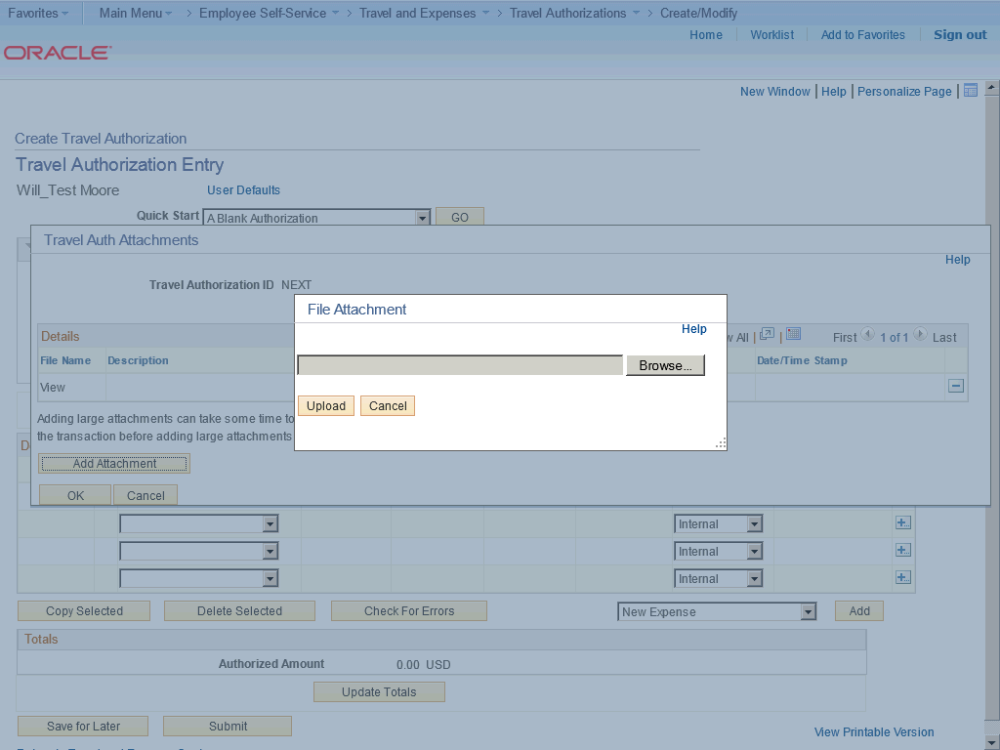 Favorites Main Menu > Employee Self-Service > Travel and Expenses > Travel Authorizations > Create/Modify
Home Worklist Add to Favorites Sign out
ORACLE
New Window Help Personalize Page
Create Travel Authorization
Travel Authorization Entry
Will_Test Moore User Defaults
Quick Start A Blank Authorization GO
Travel Auth Attachments
Help
Travel Authorization ID NEXT
File Attachment
Help
Details All First 1 of 1 Last
File Name Description Date/Time Stamp
Browse...
View
Upload Cancel
Adding large attachments can take some time to
the transaction before adding large attachments
Add Attachment
OK Cancel
Internal
Internal
Internal
Copy Selected Delete Selected Check For Errors New Expense Add
Totals
Authorized Amount 0.00 USD
Update Totals
Save for Later Submit
View Printable Version